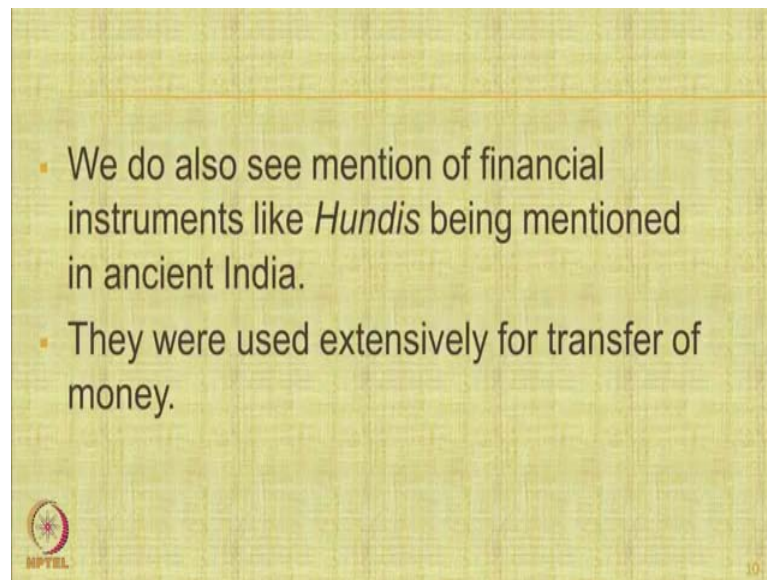 We do also see mention of financial
instruments like Hundis being mentioned
in ancient India.
They were used extensively for transfer of
money.
NPTEL
10